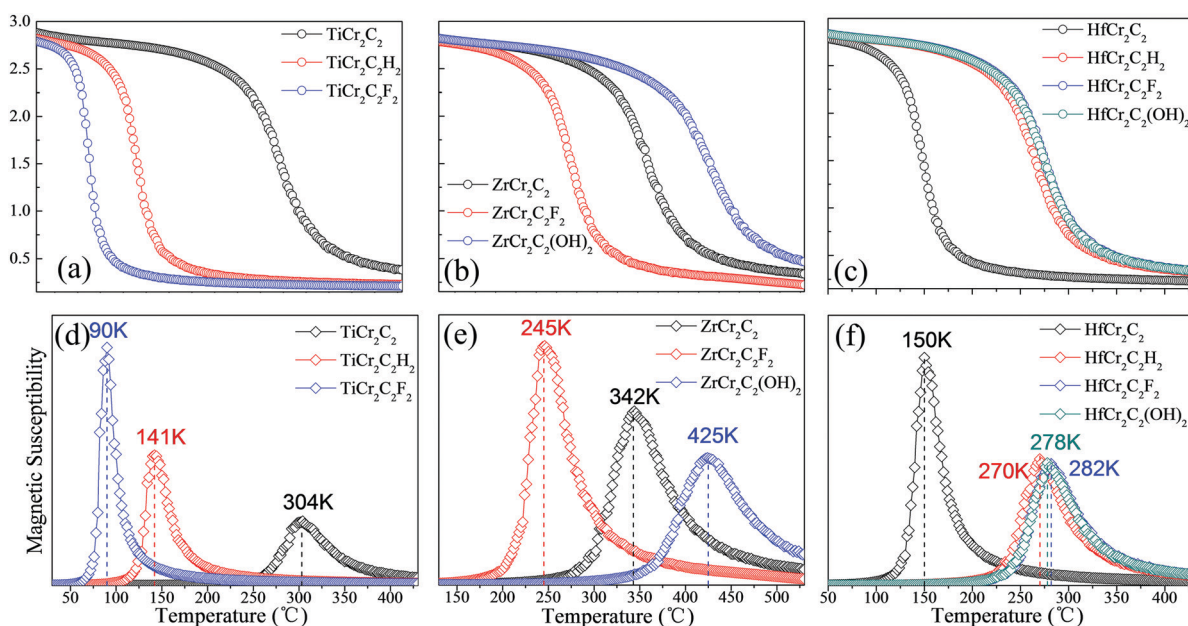 3.0
2.5
2.0
1.5
1.0
0.5
(a)
TiCr₂C₂
TiCr₂C₂H₂
TiCr₂C₂F₂
(b)
ZrCr₂C₂
ZrCr₂C₂F₂
ZrCr₂C₂(OH)₂
(c)
HfCr₂C₂
HfCr₂C₂H₂
HfCr₂C₂F₂
HfCr₂C₂(OH)₂
Magnetic Susceptibility
(d)
90K
141K
304K
TiCr₂C₂
TiCr₂C₂H₂
TiCr₂C₂F₂
50 100 150 200 250 300 350 400
Temperature (℃)
(e)
245K
342K
425K
ZrCr₂C₂
ZrCr₂C₂F₂
ZrCr₂C₂(OH)₂
150 200 250 300 350 400 450 500
Temperature (℃)
(f)
150K
270K
278K
282K
HfCr₂C₂
HfCr₂C₂H₂
HfCr₂C₂F₂
HfCr₂C₂(OH)₂
50 100 150 200 250 300 350 400
Temperature (℃)